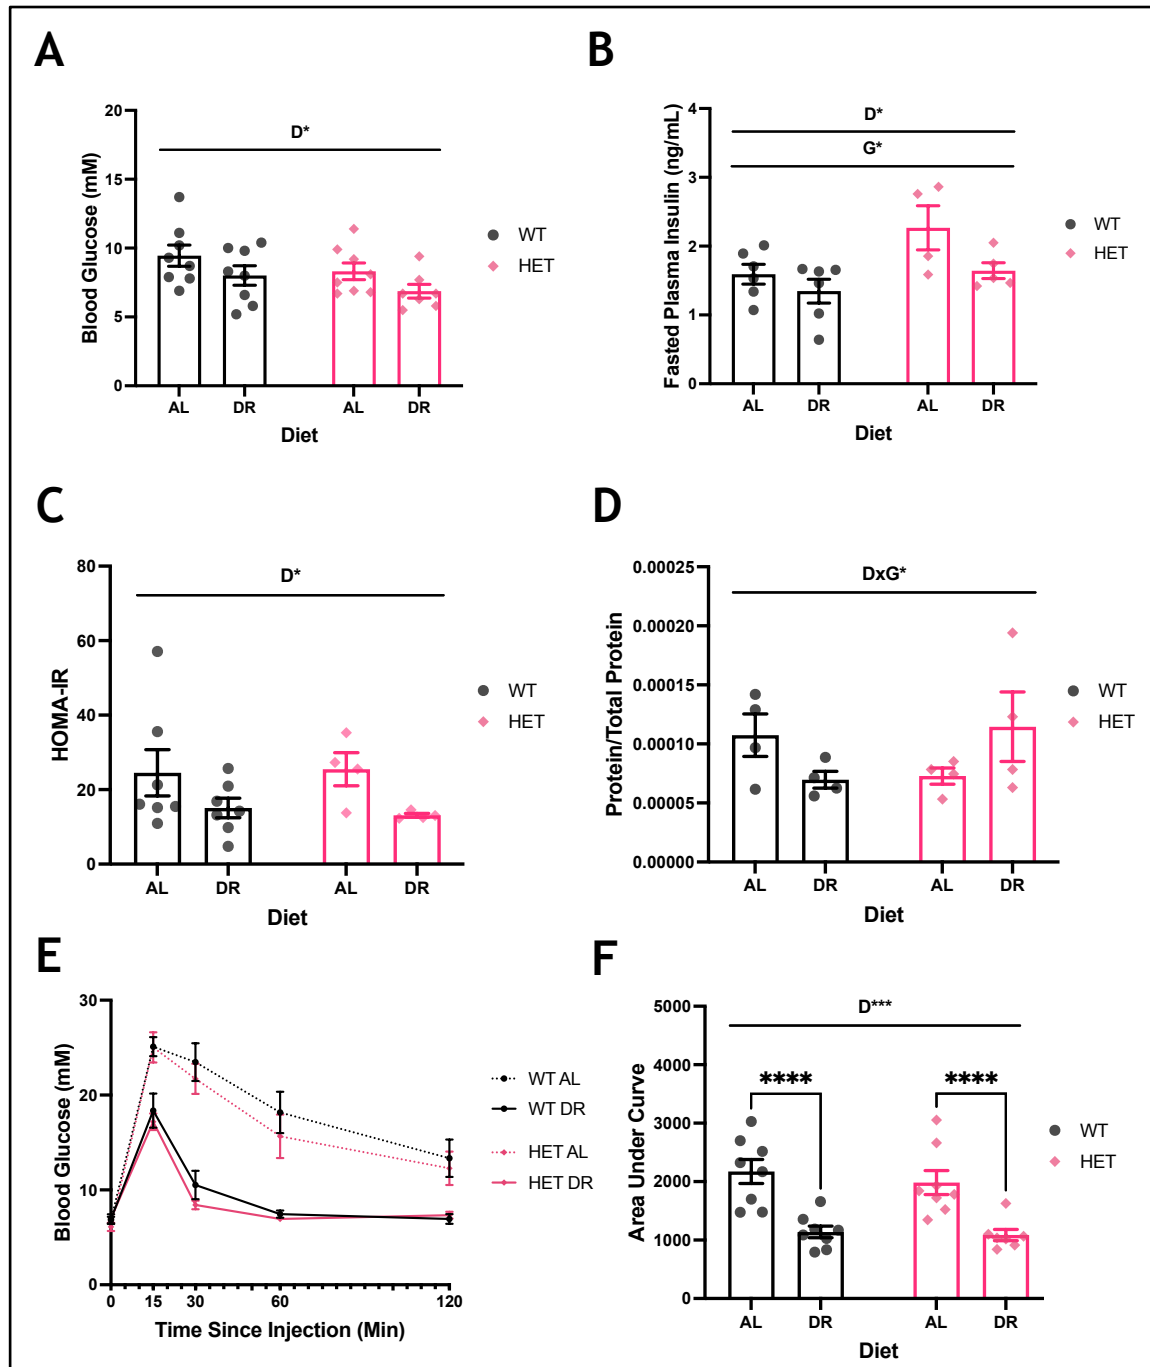 A
20
15
10
5
0
Blood Glucose (mM)
D*
AL DR AL DR
Diet
WT
HET
B
4
3
2
1
0
Fasted Plasma Insulin (ng/mL)
D*
G*
AL DR AL DR
Diet
WT
HET
C
80
60
40
20
0
HOMA-IR
D*
AL DR AL DR
Diet
WT
HET
D
0.00025
0.00020
0.00015
0.00010
0.00005
0.00000
Protein/Total Protein
DxG*
AL DR AL DR
Diet
WT
HET
E
30
20
10
0
Blood Glucose (mM)
0 15 30 60 120
Time Since Injection (Min)
WT AL
WT DR
HET AL
HET DR
F
5000
4000
3000
2000
1000
0
Area Under Curve
D***
**** ****
AL DR AL DR
Diet
WT
HET